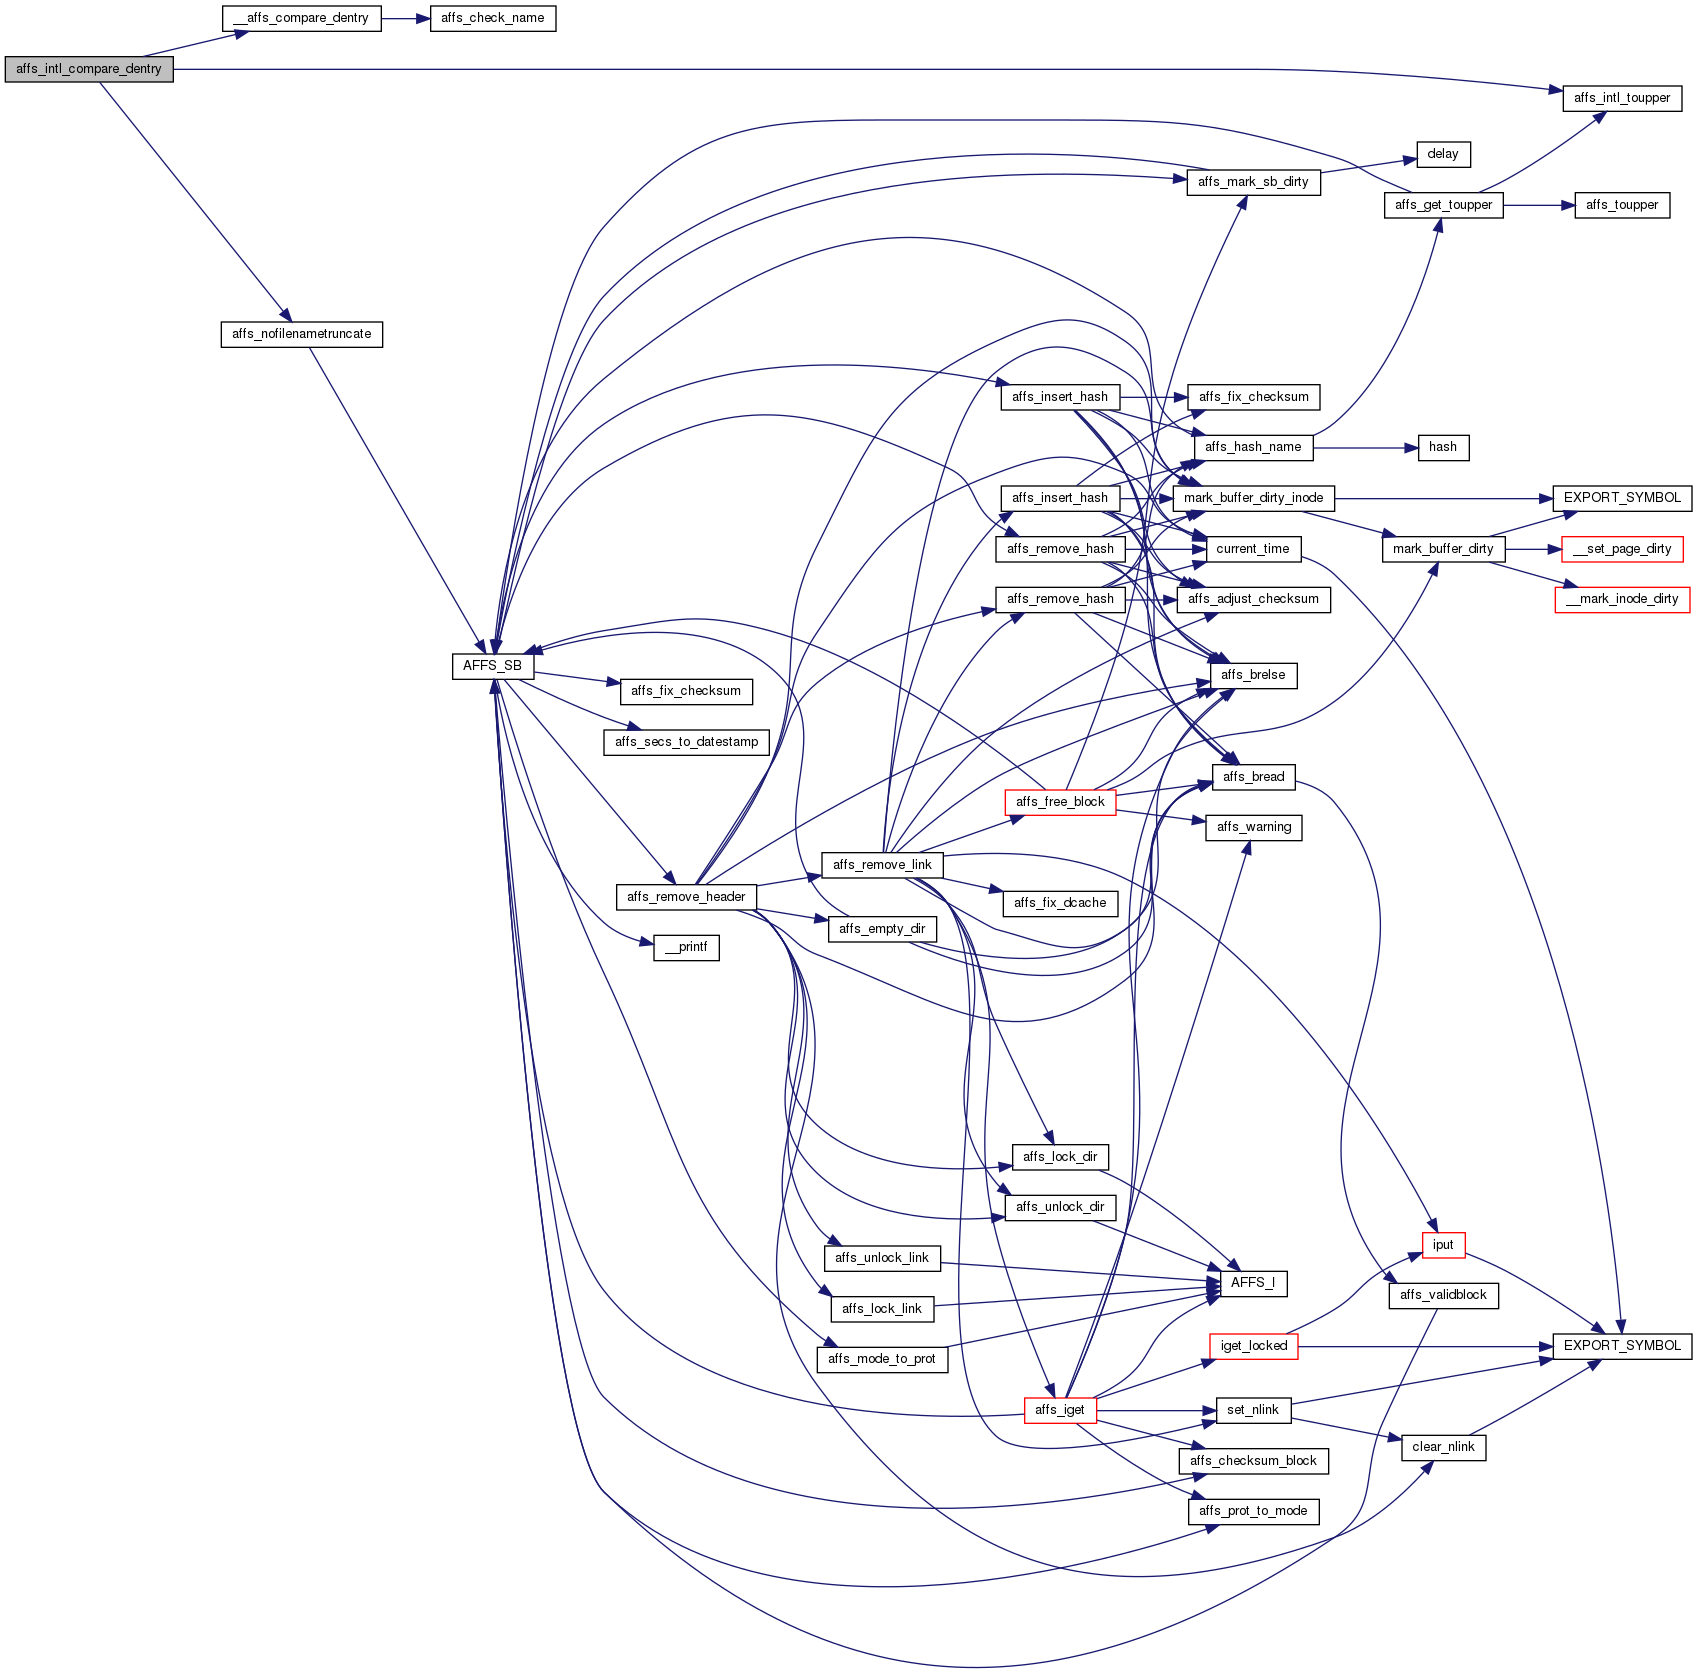 __affs_compare_dentry
affs_check_name
affs_intl_compare_dentry
affs_intl_toupper
delay
affs_mark_sb_dirty
affs_get_toupper
affs_toupper
affs_nofilenametruncate
affs_insert_hash
affs_fix_checksum
affs_hash_name
hash
affs_insert_hash
mark_buffer_dirty_inode
EXPORT_SYMBOL
affs_remove_hash
current_time
mark_buffer_dirty
__set_page_dirty
affs_remove_hash
affs_adjust_checksum
__mark_inode_dirty
AFFS_SB
affs_brelse
affs_fix_checksum
affs_secs_to_datestamp
affs_bread
affs_free_block
affs_warning
affs_remove_link
affs_remove_header
affs_fix_dcache
affs_empty_dir
__printf
affs_lock_dir
affs_unlock_dir
iput
affs_unlock_link
AFFS_I
affs_validblock
affs_lock_link
iget_locked
EXPORT_SYMBOL
affs_mode_to_prot
affs_iget
set_nlink
clear_nlink
affs_checksum_block
affs_prot_to_mode